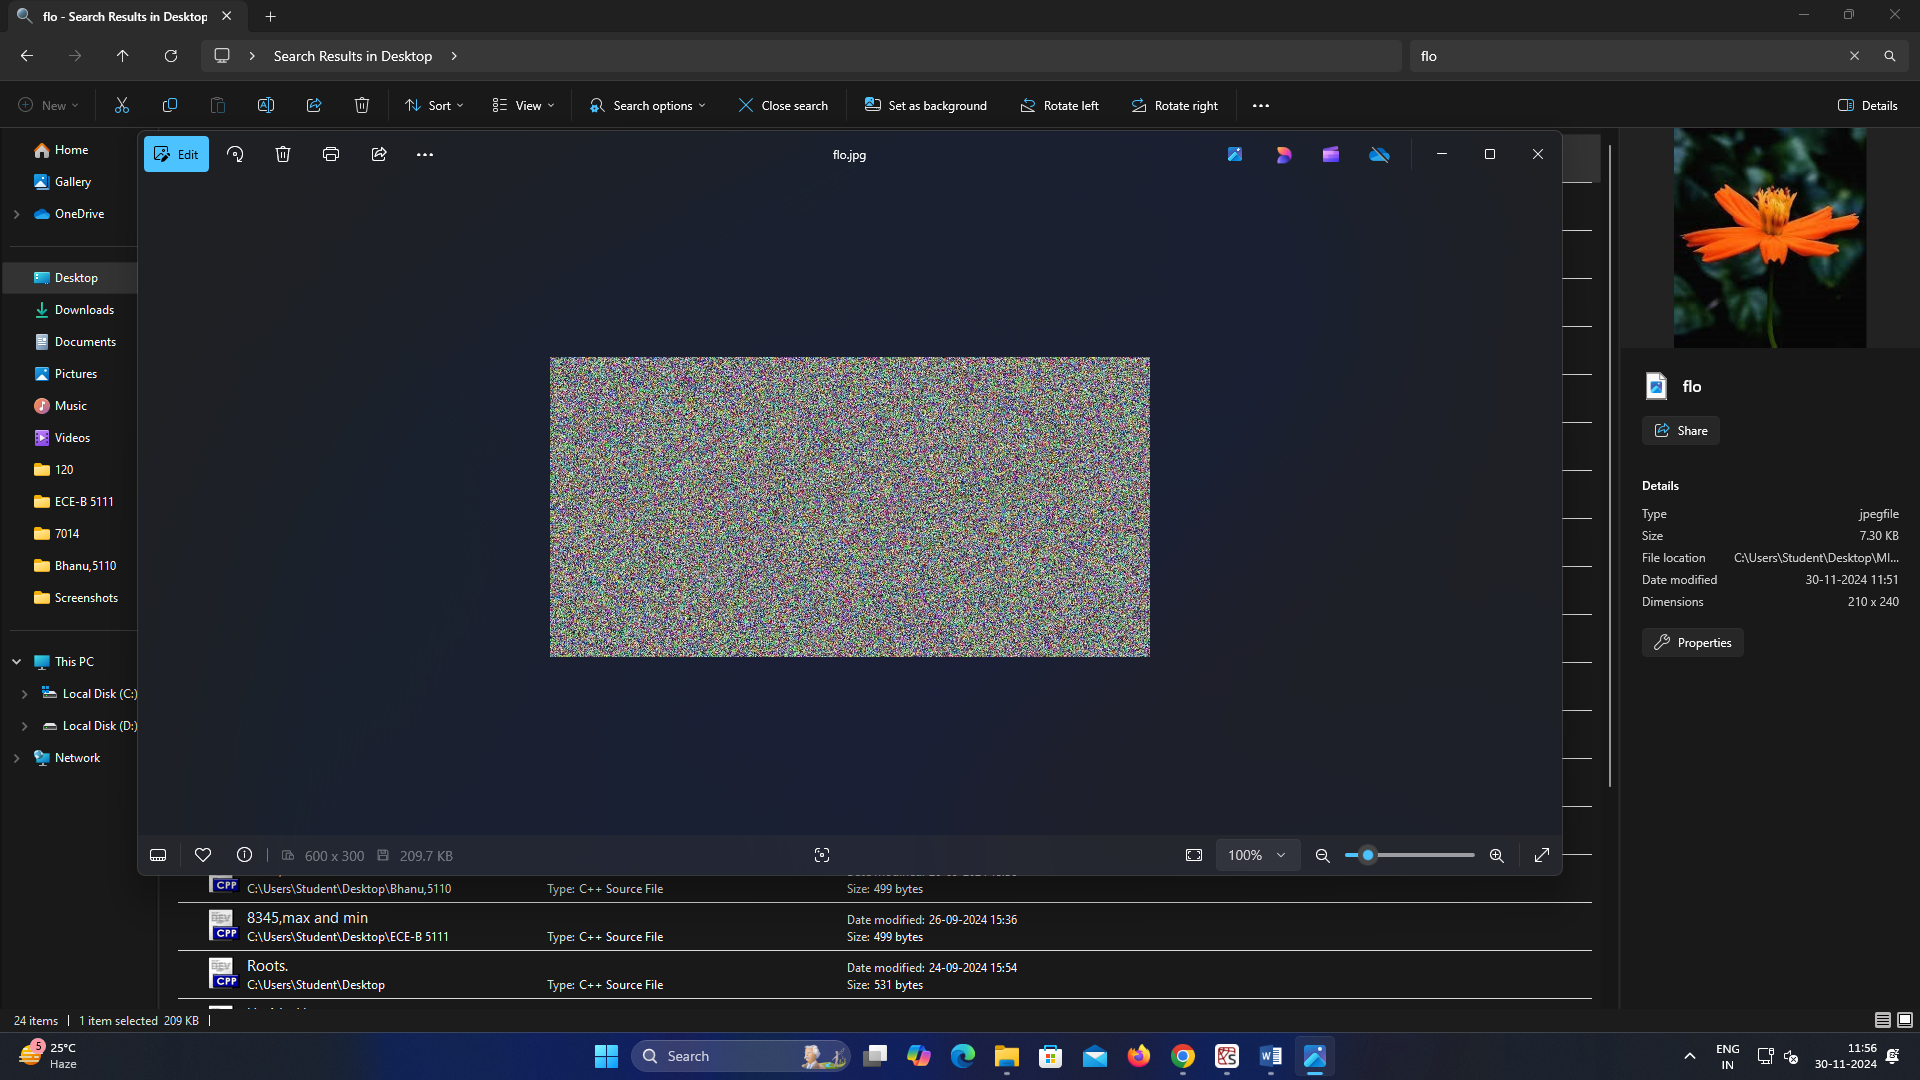 flo - Search Results in Desktop
Search Results in Desktop
flo
New
Sort
View
Search options
Close search
Set as background
Rotate left
Rotate right
Details
Home
Gallery
OneDrive
Desktop
Downloads
Documents
Pictures
Music
Videos
120
ECE-B 5111
7014
Bhanu,5110
Screenshots
This PC
Local Disk (C:)
Local Disk (D:)
Network
Edit
flo.jpg
600 x 300
209.7 KB
100%
C:\Users\Student\Desktop\Bhanu,5110
Type: C++ Source File
Size: 499 bytes
8345,max and min
Date modified: 26-09-2024 15:36
C:\Users\Student\Desktop\ECE-B 5111
Type: C++ Source File
Size: 499 bytes
Roots.
Date modified: 24-09-2024 15:54
C:\Users\Student\Desktop
Type: C++ Source File
Size: 531 bytes
flo
Share
Details
Type jpegfile
Size 7.30 KB
File location C:\Users\Student\Desktop\MI...
Date modified 30-11-2024 11:51
Dimensions 210 x 240
Properties
24 items
1 item selected 209 KB
5
25°C
Haze
Search
ENG
IN
11:56
30-11-2024